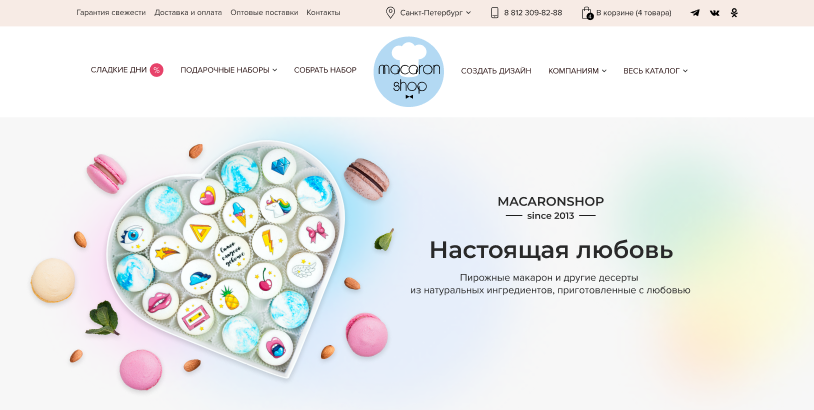 Гарантия свежести Доставка и оплата Оптовые поставки Контакты Санкт-Петербург 8 812 309-82-88 4 В корзине (4 товара)
СЛАДКИЕ ДНИ % ПОДАРОЧНЫЕ НАБОРЫ СОБРАТЬ НАБОР
macaron
shop
СОЗДАТЬ ДИЗАЙН КОМПАНИЯМ ВЕСЬ КАТАЛОГ
MACARONSHOP
since 2013
Настоящая любовь
Пирожные макарон и другие десерты
из натуральных ингредиентов, приготовленные с любовью